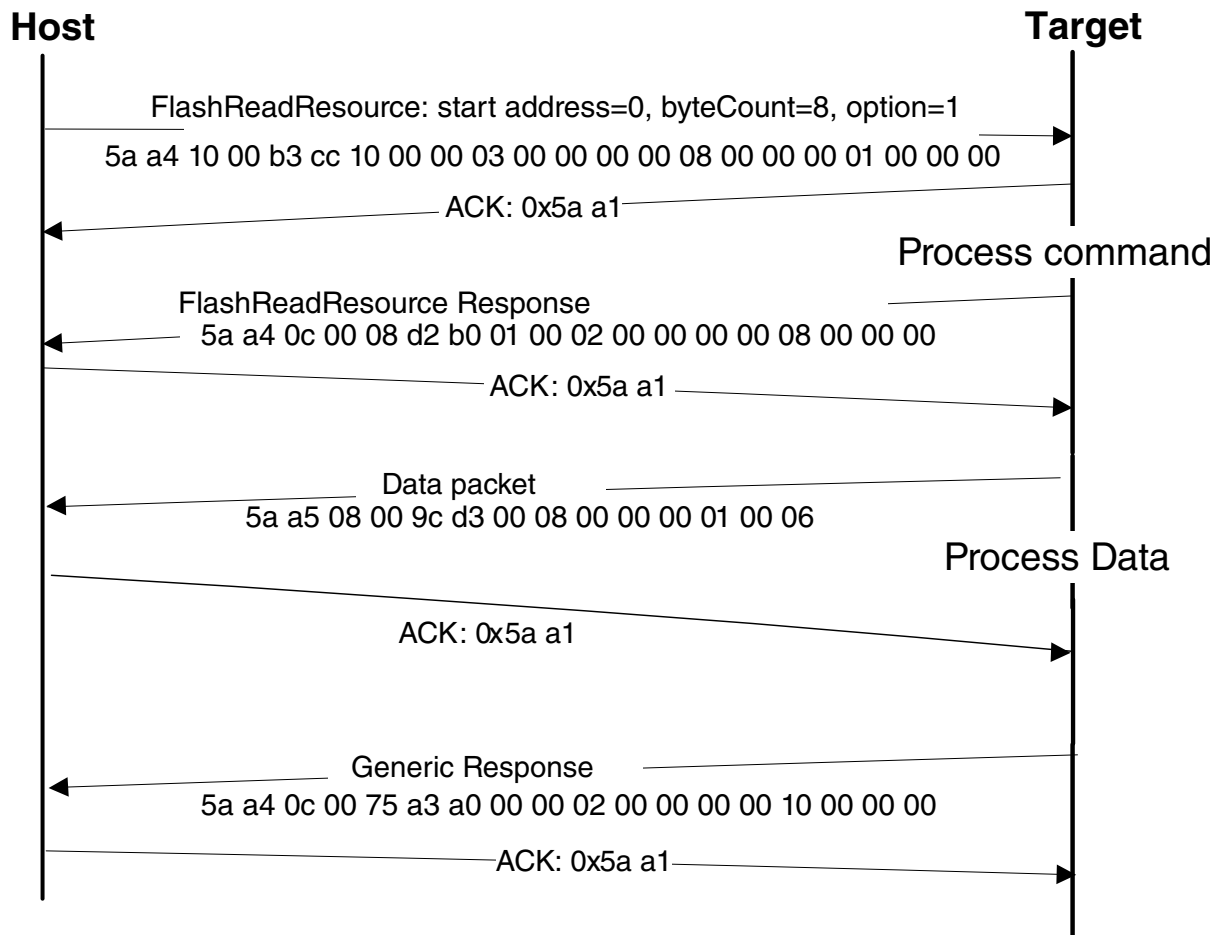 Host
Target
FlashReadResource: start address=0, byteCount=8, option=1
5a a4 10 00 b3 cc 10 00 00 03 00 00 00 00 08 00 00 00 01 00 00 00
ACK: 0x5a a1
Process command
FlashReadResource Response
5a a4 0c 00 08 d2 b0 01 00 02 00 00 00 00 08 00 00 00
ACK: 0x5a a1
Data packet
5a a5 08 00 9c d3 00 08 00 00 00 01 00 06
Process Data
ACK: 0x5a a1
Generic Response
5a a4 0c 00 75 a3 a0 00 00 02 00 00 00 00 10 00 00 00
ACK: 0x5a a1